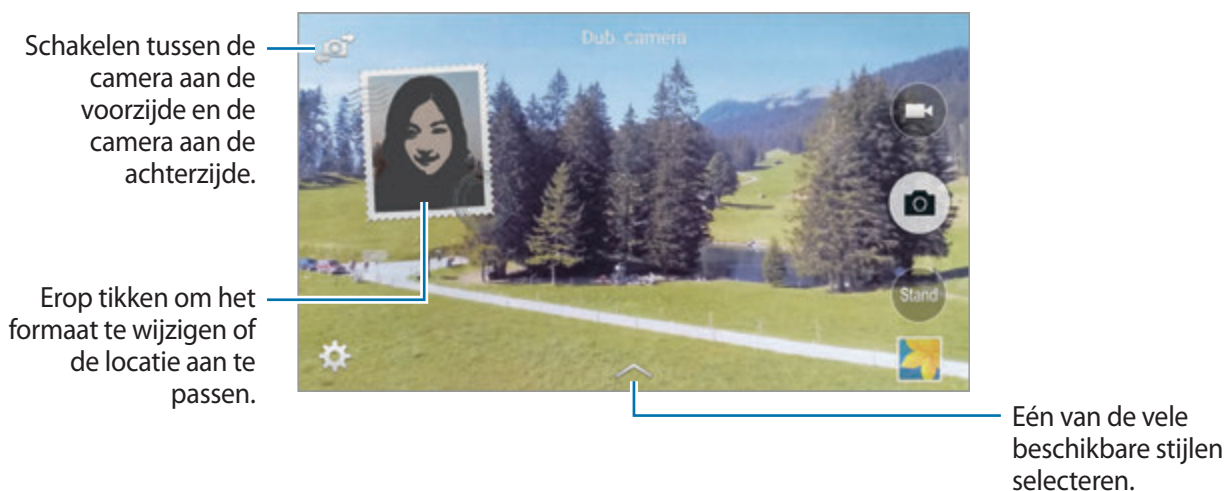 Schakelen tussen de
camera aan de
voorzijde en de
camera aan de
achterzijde.
Dub. camera
Erop tikken om het
formaat te wijzigen of
de locatie aan te
passen.
Stand
Eén van de vele
beschikbare stijlen
selecteren.